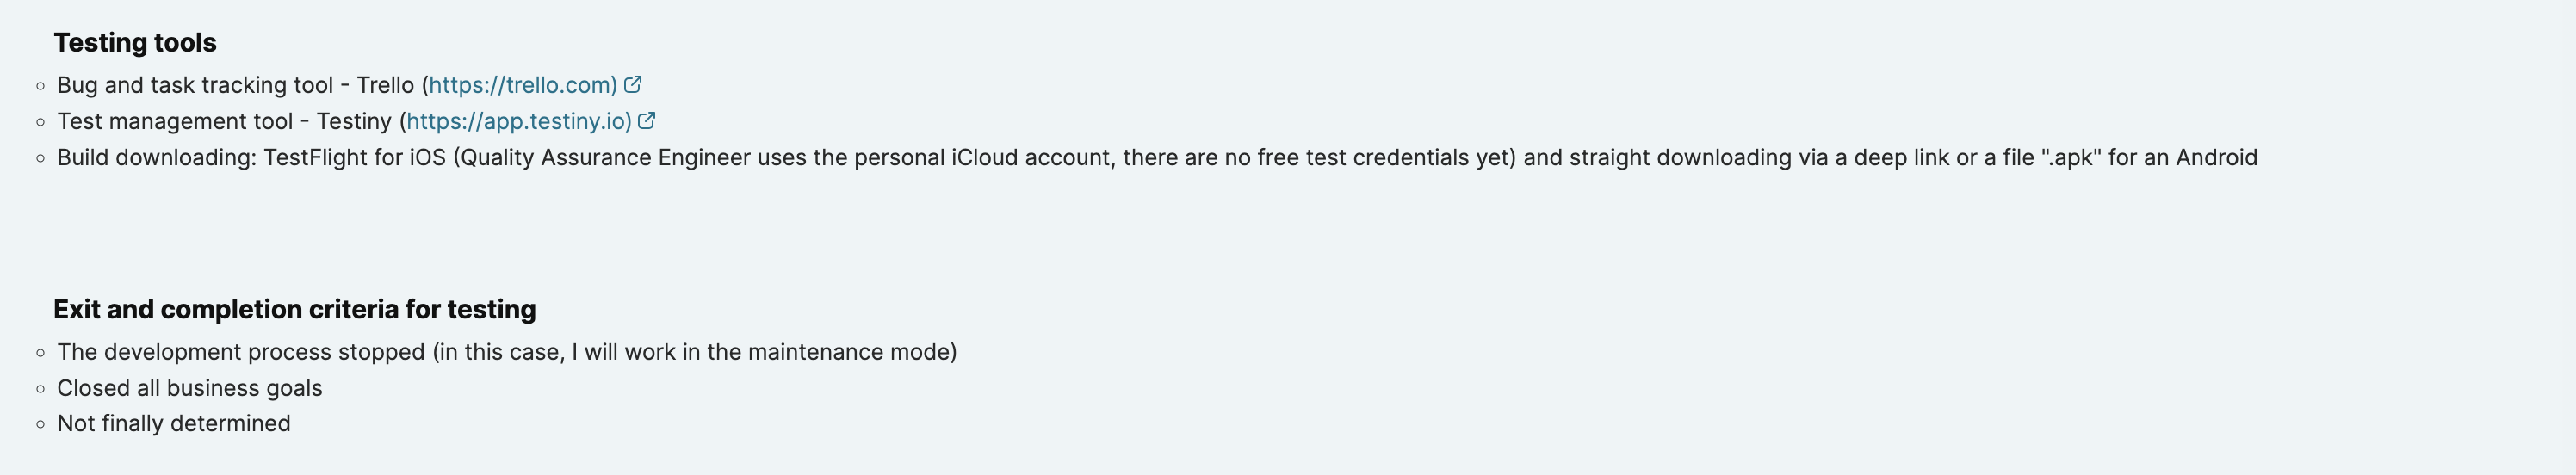 Testing tools
Bug and task tracking tool - Trello (https://trello.com)
Test management tool - Testiny (https://app.testiny.io)
Build downloading: TestFlight for iOS (Quality Assurance Engineer uses the personal iCloud account, there are no free test credentials yet) and straight downloading via a deep link or a file ".apk" for an Android
Exit and completion criteria for testing
The development process stopped (in this case, I will work in the maintenance mode)
Closed all business goals
Not finally determined